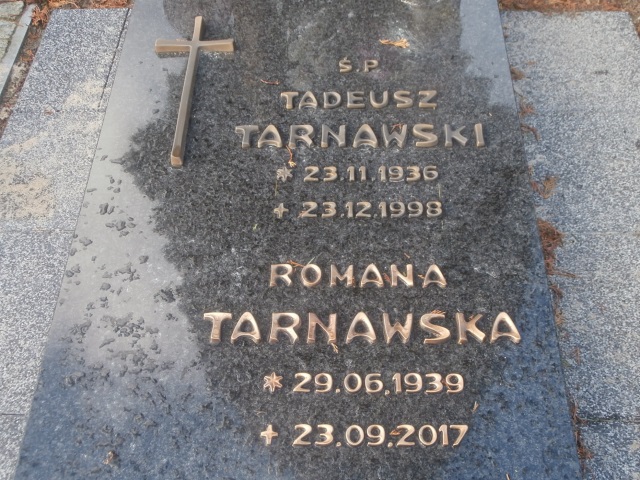 Ś.P.
TADEUSZ
TARNAWSKI
* 23.11.1936
+ 23.12.1998
ROMANA
TARNAWSKA
* 29.06.1939
+ 23.09.2017